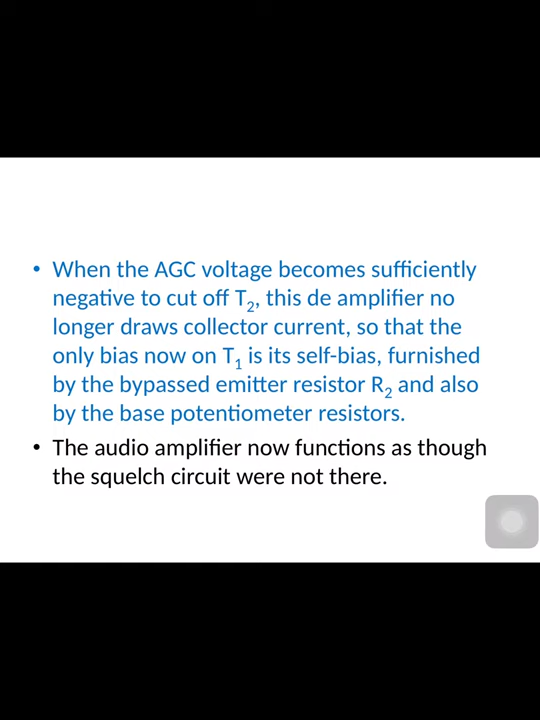 • When the AGC voltage becomes sufficiently
negative to cut off T2, this de amplifier no
longer draws collector current, so that the
only bias now on T1 is its self-bias, furnished
by the bypassed emitter resistor R2 and also
by the base potentiometer resistors.
• The audio amplifier now functions as though
the squelch circuit were not there.